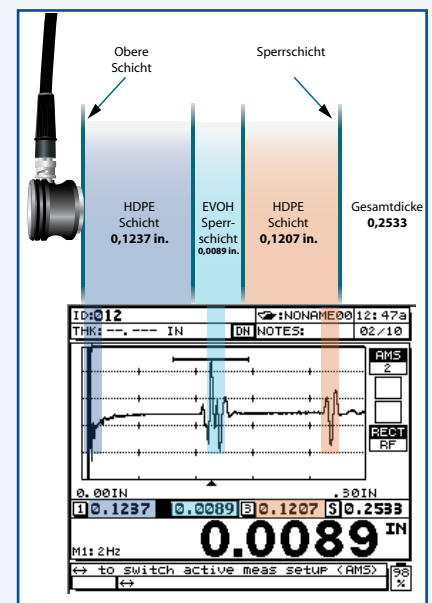 Obere
Schicht
Sperrschicht
HDPE
Schicht
0,1237 in.
EVOH
Sperr-
schicht
0,0089 in.
HDPE
Schicht
0,1207 in.
Gesamtdicke
0,2533
ID:012 :NONAME00 12:47a
THK:--.--- IN DN NOTES: 02/10
AMS
2
RECT
RF
0.00IN .30IN
1 0.1237 0.0089 3 0.1207 S 0.2533
0.0089 IN
M1:2Hz
↔ to switch active meas setup (AMS) 98
↔ %